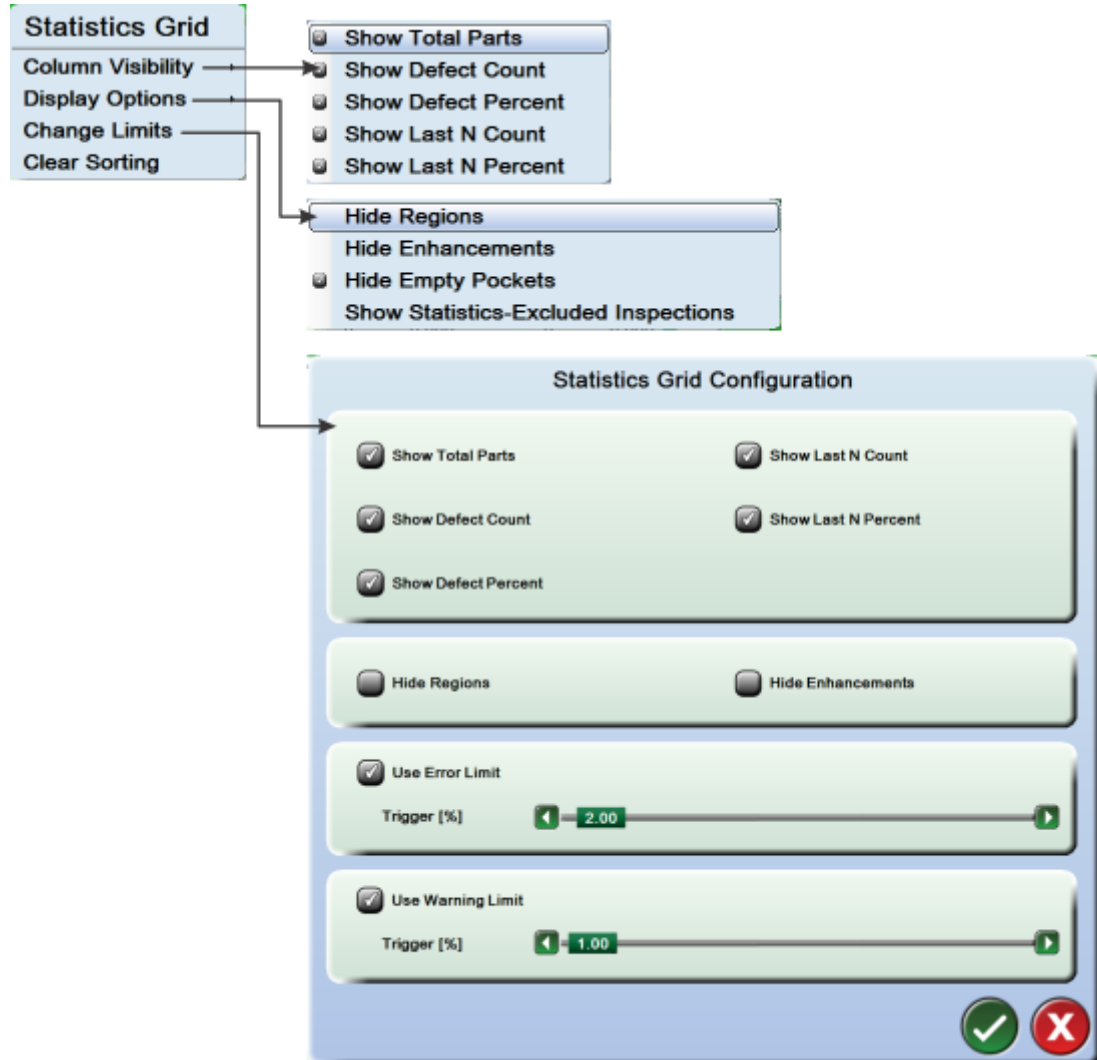 Statistics Grid
Column Visibility
Display Options
Change Limits
Clear Sorting
Show Total Parts
Show Defect Count
Show Defect Percent
Show Last N Count
Show Last N Percent
Hide Regions
Hide Enhancements
Hide Empty Pockets
Show Statistics-Excluded Inspections
Statistics Grid Configuration
Show Total Parts
Show Last N Count
Show Defect Count
Show Last N Percent
Show Defect Percent
Hide Regions
Hide Enhancements
Use Error Limit
Trigger [%]
2.00
Use Warning Limit
Trigger [%]
1.00